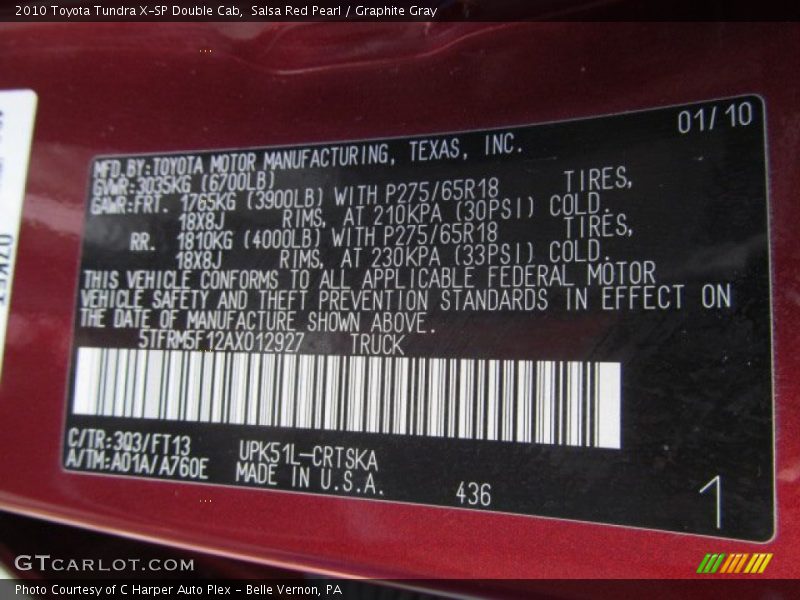 2010 Toyota Tundra X-SP Double Cab, Salsa Red Pearl / Graphite Gray
01/10
MFD.BY:TOYOTA MOTOR MANUFACTURING, TEXAS, INC.
GVWR:3035KG (6700LB)
GAWR:FRT. 1765KG (3900LB) WITH P275/65R18 TIRES,
18X8J RIMS, AT 210KPA (30PSI) COLD.
RR. 1810KG (4000LB) WITH P275/65R18 TIRES,
18X8J RIMS, AT 230KPA (33PSI) COLD.
THIS VEHICLE CONFORMS TO ALL APPLICABLE FEDERAL MOTOR
VEHICLE SAFETY AND THEFT PREVENTION STANDARDS IN EFFECT ON
THE DATE OF MANUFACTURE SHOWN ABOVE.
5TFRM5F12AX012927 TRUCK
C/TR:3Q3/FT13 UPK51L-CRTSKA
A/TM:A01A/A760E MADE IN U.S.A. 436 1
GTCARLOT.COM
Photo Courtesy of C Harper Auto Plex - Belle Vernon, PA